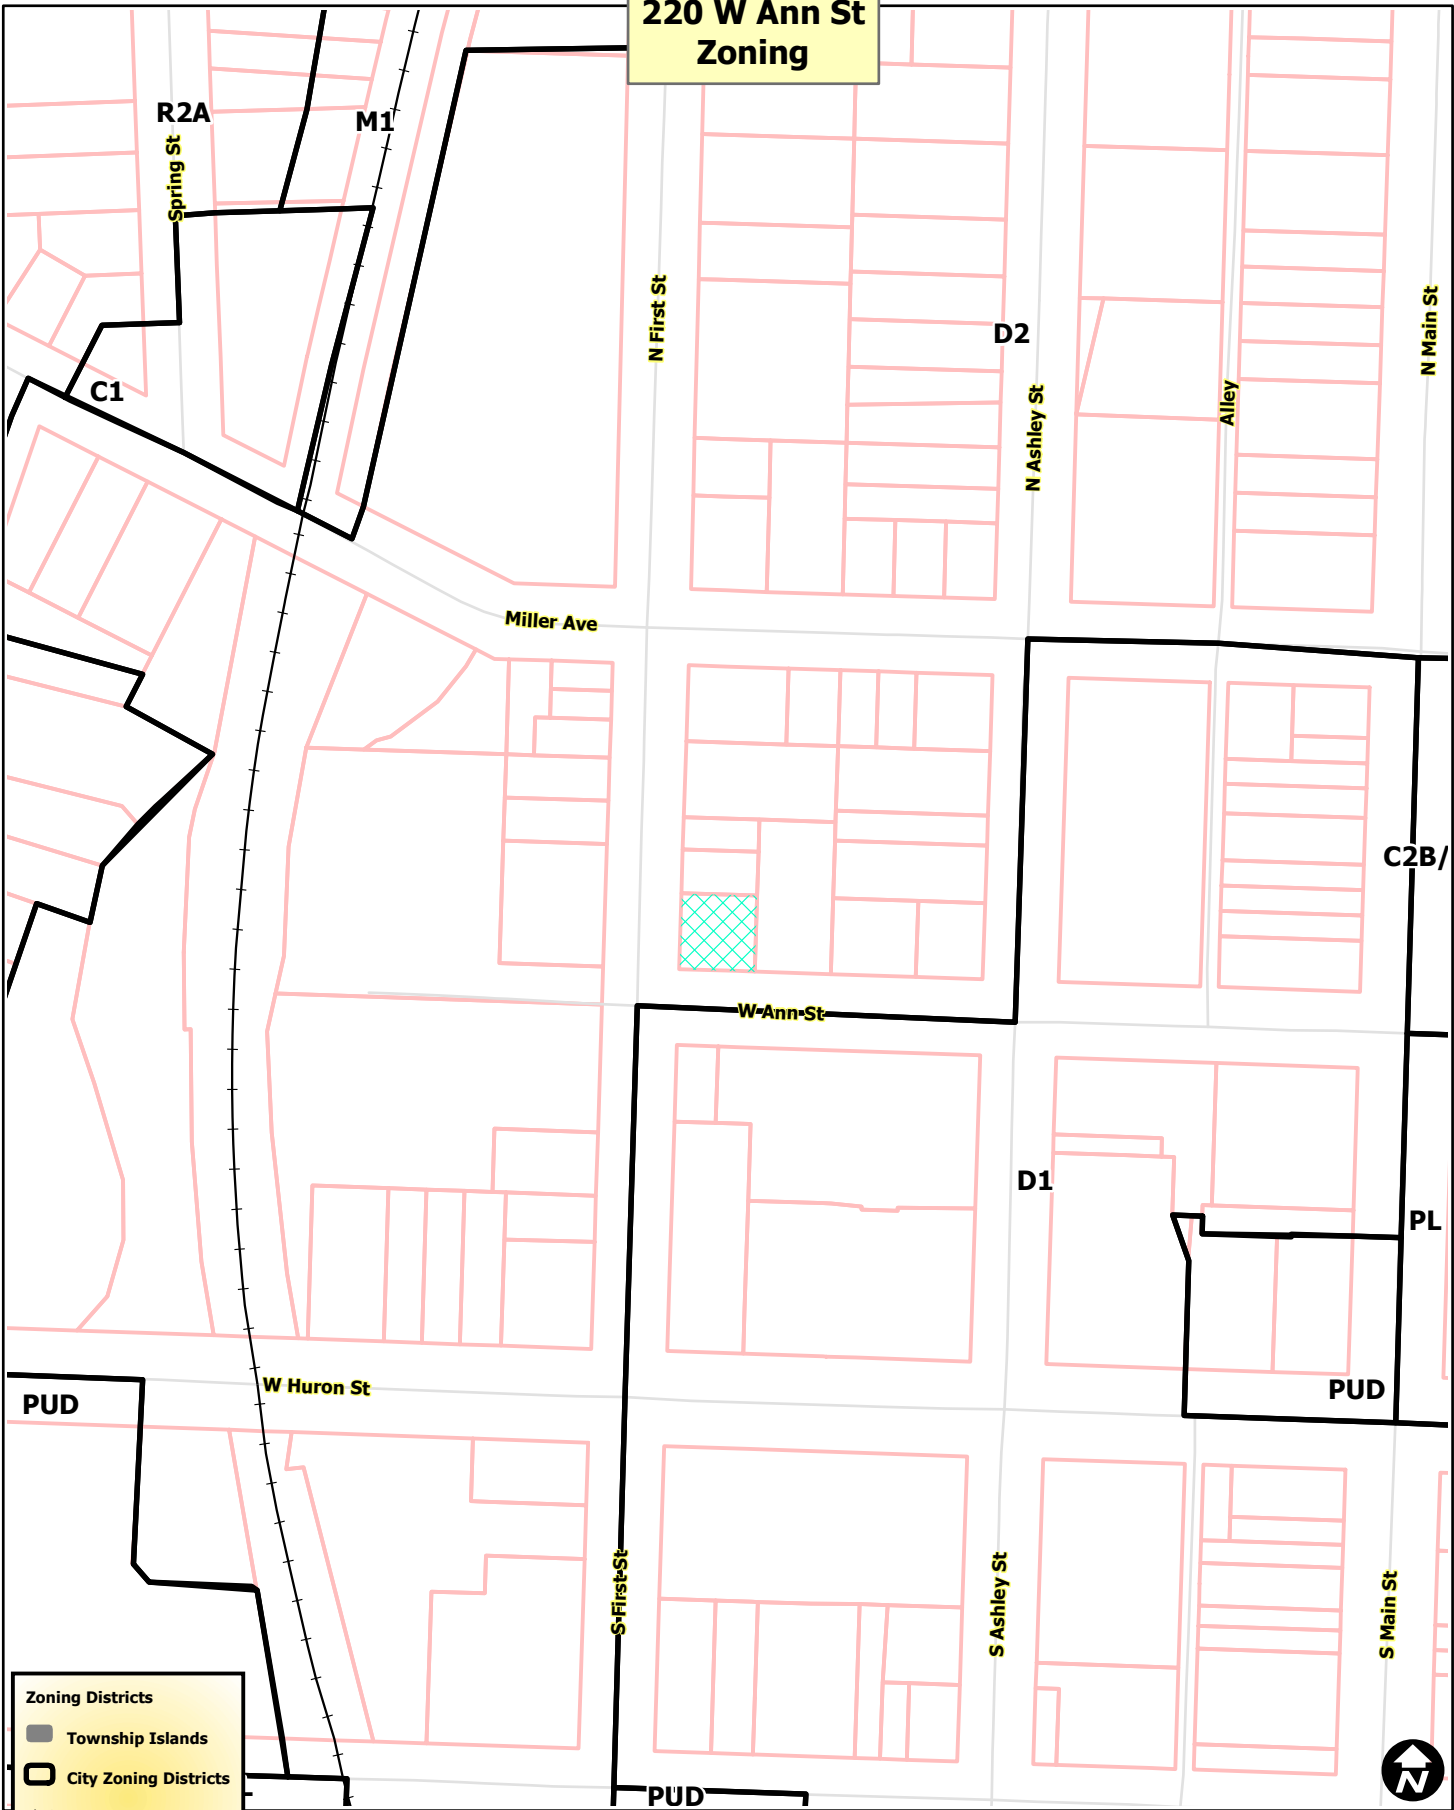 220 W Ann St
Zoning
R2A
M1
Spring St
N First St
N Main St
D2
Alley
C1
N Ashley St
Miller Ave
C2B/
W Ann St
D1
PL
W Huron St
PUD
PUD
S First St
S Ashley St
S Main St
Zoning Districts
Township Islands
City Zoning Districts
N
PUD